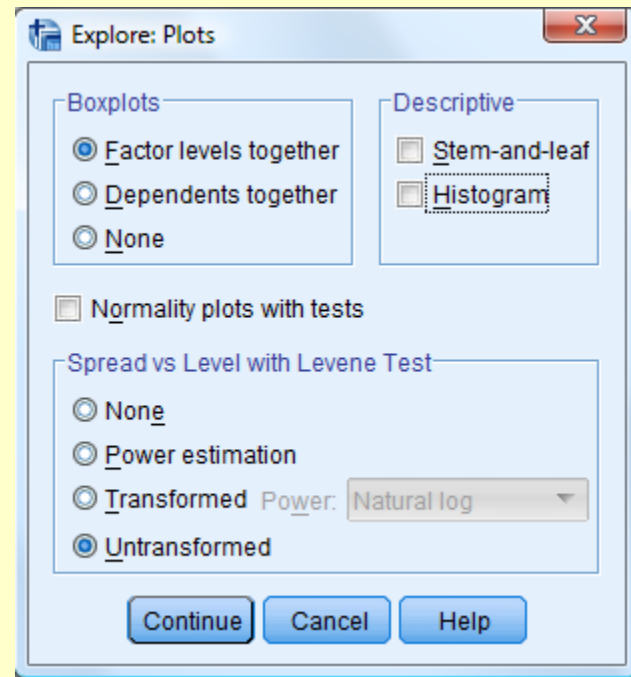 Explore: Plots
Boxplots
Factor levels together
Dependents together
None
Descriptive
Stem-and-leaf
Histogram
Normality plots with tests
Spread vs Level with Levene Test
None
Power estimation
Transformed Power: Natural log
Untransformed
Continue Cancel Help